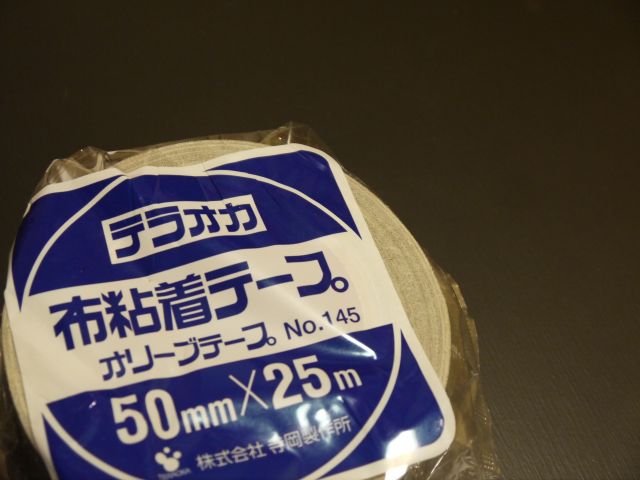 テラオカ
布粘着テープ
オリーブテープ No.145
50mm×25m
株式会社 寺岡製作所